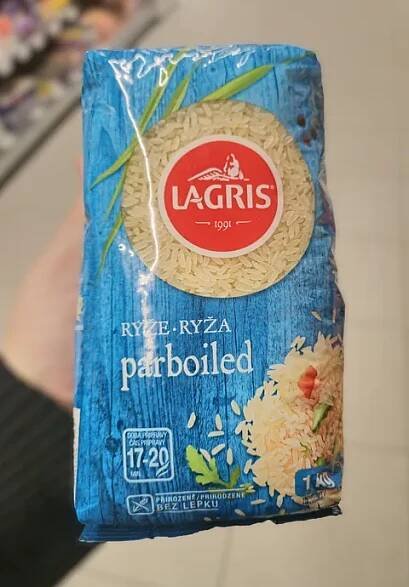 LAGRIS®
1991
RÝŽE · RYŽA
parboiled
DOBA PŘÍPRAVY
ČAS PRÍPRAVY
17-20
MIN.
PŘIROZENĚ / PRIRODZENE
BEZ LEPKU
1 kg